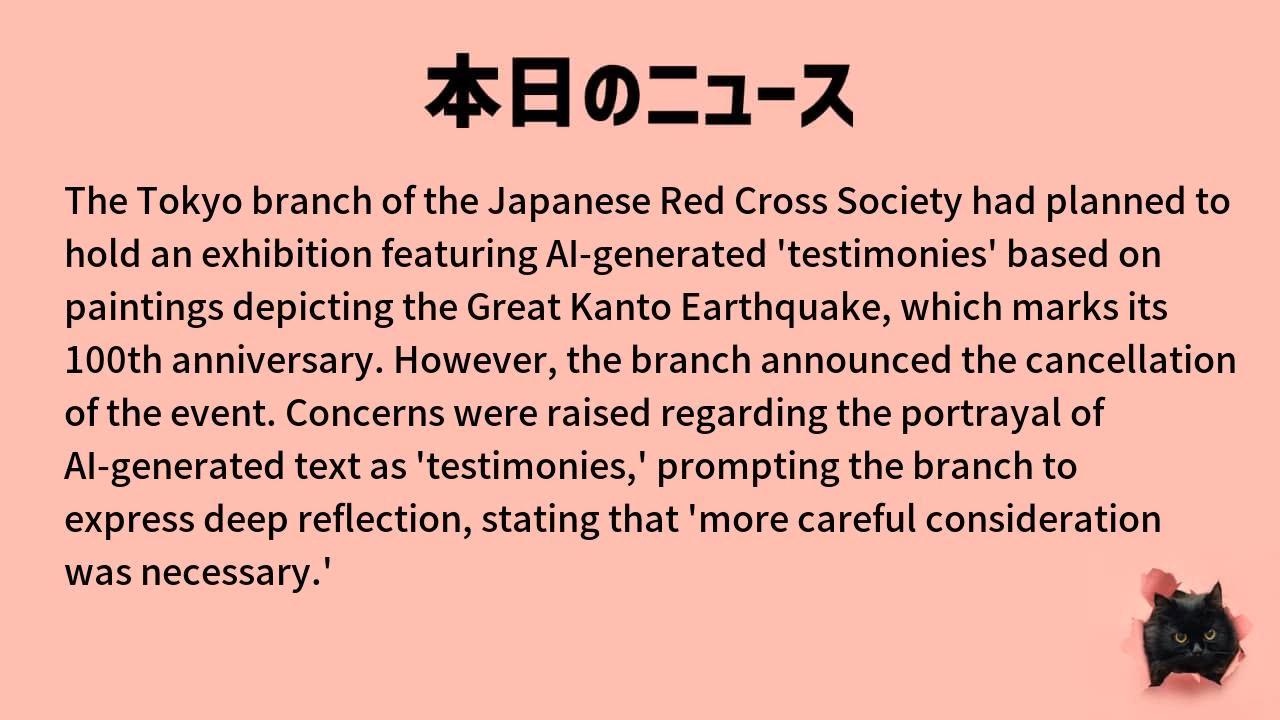 本日のニュース
The Tokyo branch of the Japanese Red Cross Society had planned to
hold an exhibition featuring AI-generated 'testimonies' based on
paintings depicting the Great Kanto Earthquake, which marks its
100th anniversary. However, the branch announced the cancellation
of the event. Concerns were raised regarding the portrayal of
AI-generated text as 'testimonies,' prompting the branch to
express deep reflection, stating that 'more careful consideration
was necessary.'